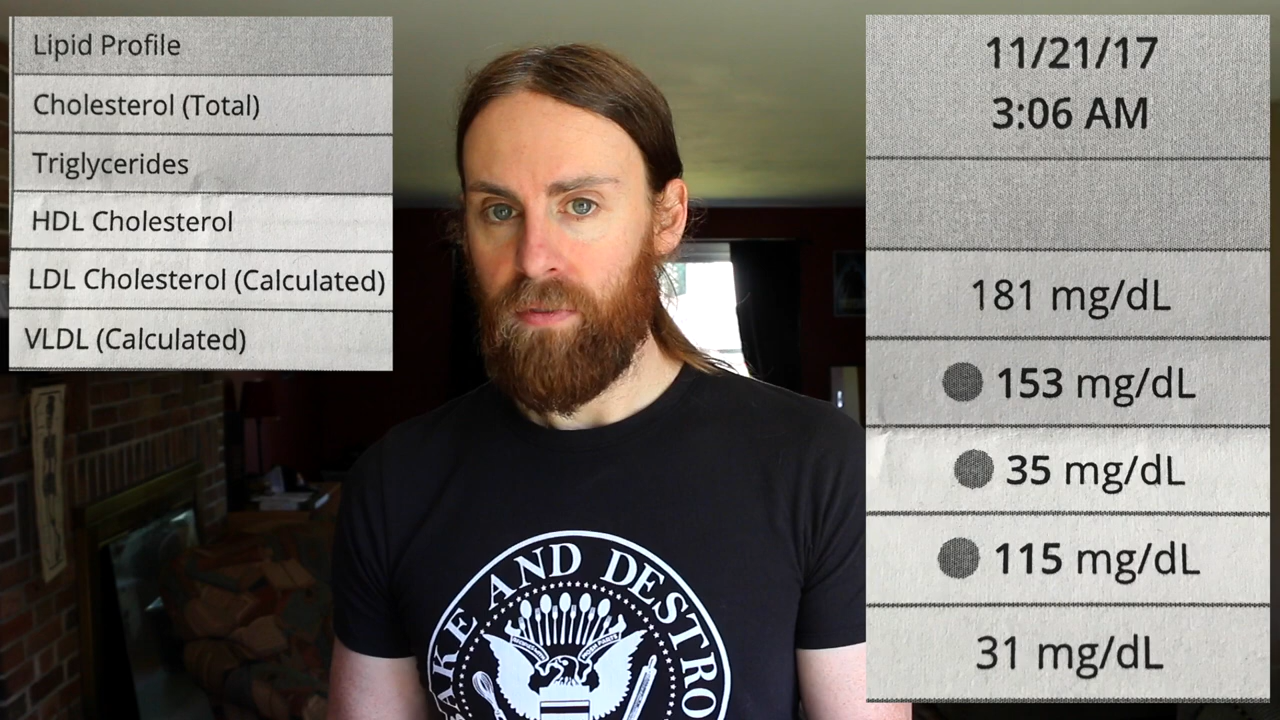 Lipid Profile
Cholesterol (Total)
Triglycerides
HDL Cholesterol
LDL Cholesterol (Calculated)
VLDL (Calculated)
11/21/17
3:06 AM
181 mg/dL
153 mg/dL
35 mg/dL
115 mg/dL
31 mg/dL
AKE AND DESTRO